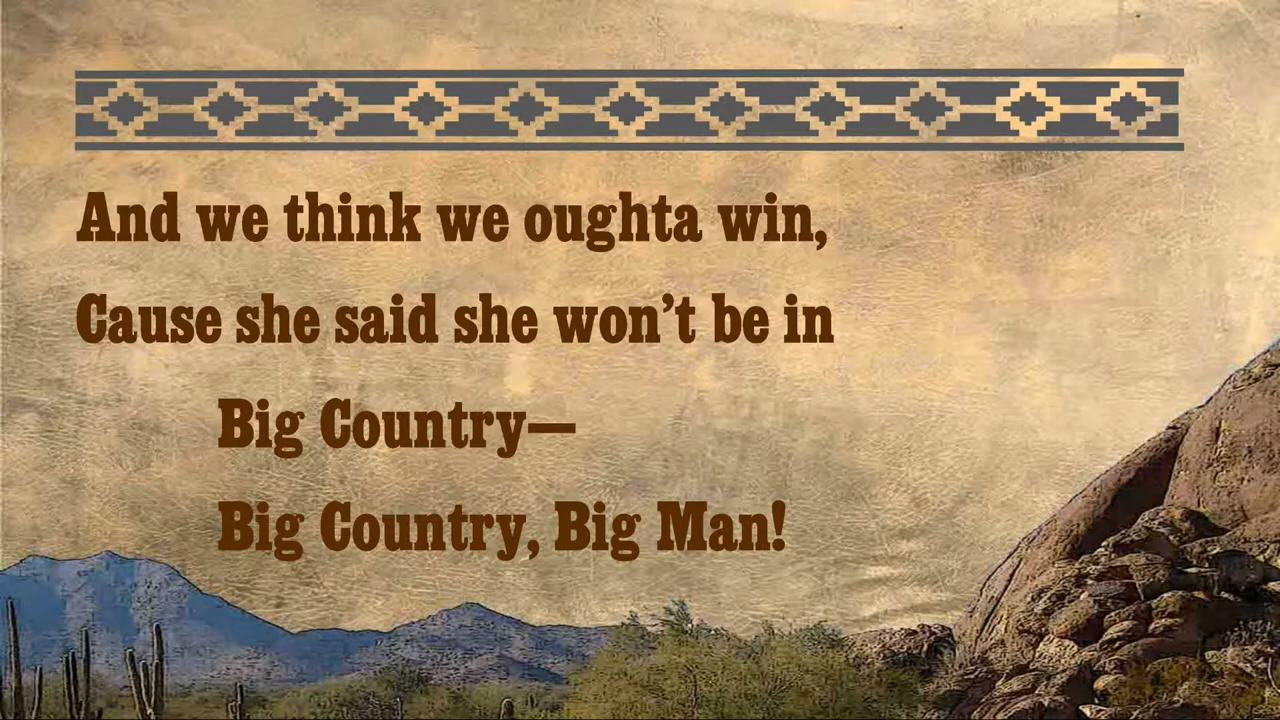 And we think we oughta win,
Cause she said she won’t be in
Big Country—
Big Country, Big Man!